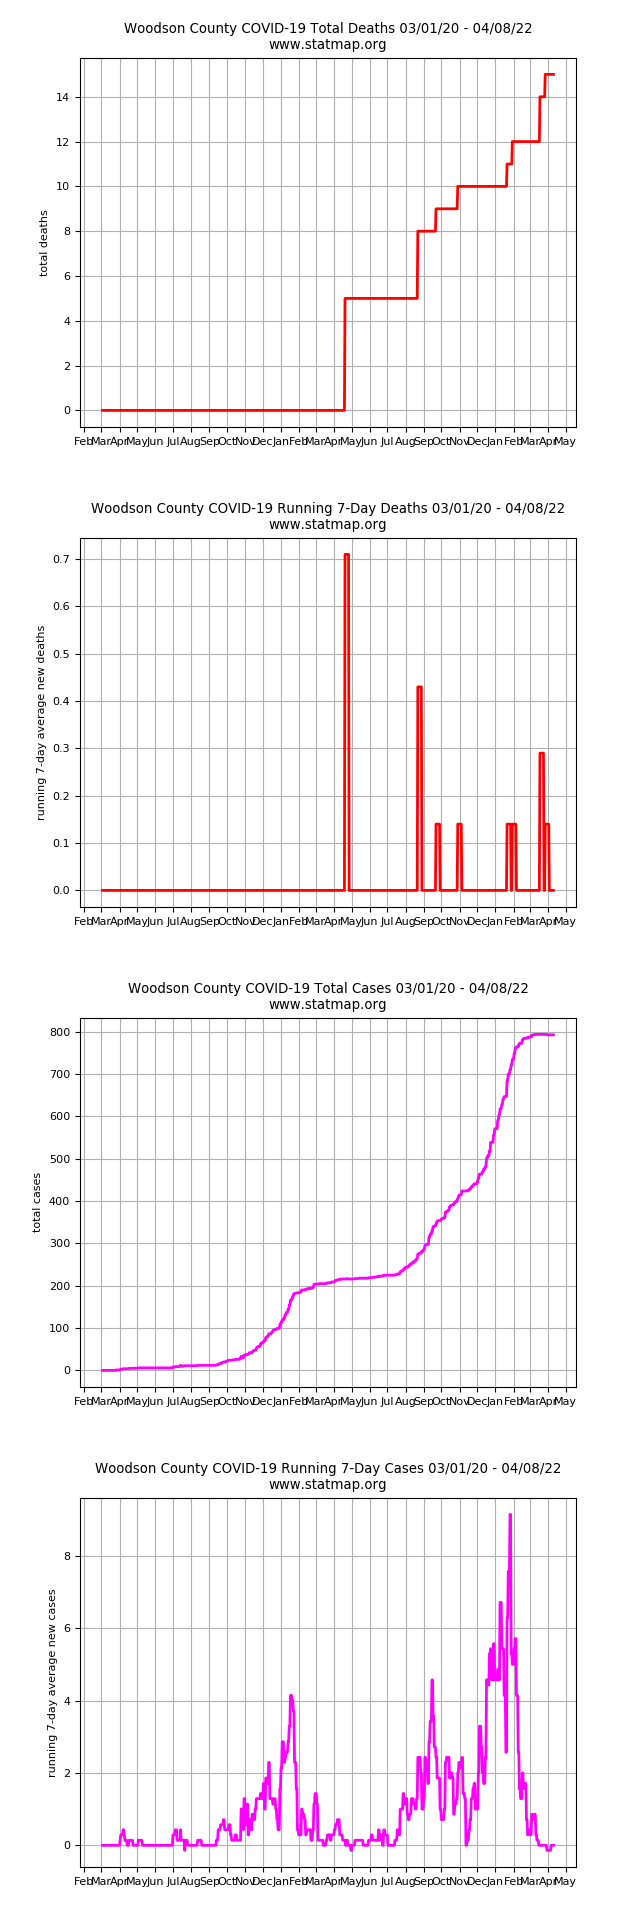 Woodson County COVID-19 Total Deaths 03/01/20 - 04/08/22
www.statmap.org
14
12
10
8
6
4
2
0
total deaths
Feb Mar Apr May Jun Jul Aug Sep Oct Nov Dec Jan Feb Mar Apr May Jun Jul Aug Sep Oct Nov Dec Jan Feb Mar Apr May
Woodson County COVID-19 Running 7-Day Deaths 03/01/20 - 04/08/22
www.statmap.org
0.7
0.6
0.5
0.4
0.3
0.2
0.1
0.0
running 7-day average new deaths
Feb Mar Apr May Jun Jul Aug Sep Oct Nov Dec Jan Feb Mar Apr May Jun Jul Aug Sep Oct Nov Dec Jan Feb Mar Apr May
Woodson County COVID-19 Total Cases 03/01/20 - 04/08/22
www.statmap.org
800
700
600
500
400
300
200
100
0
total cases
Feb Mar Apr May Jun Jul Aug Sep Oct Nov Dec Jan Feb Mar Apr May Jun Jul Aug Sep Oct Nov Dec Jan Feb Mar Apr May
Woodson County COVID-19 Running 7-Day Cases 03/01/20 - 04/08/22
www.statmap.org
8
6
4
2
0
running 7-day average new cases
Feb Mar Apr May Jun Jul Aug Sep Oct Nov Dec Jan Feb Mar Apr May Jun Jul Aug Sep Oct Nov Dec Jan Feb Mar Apr May